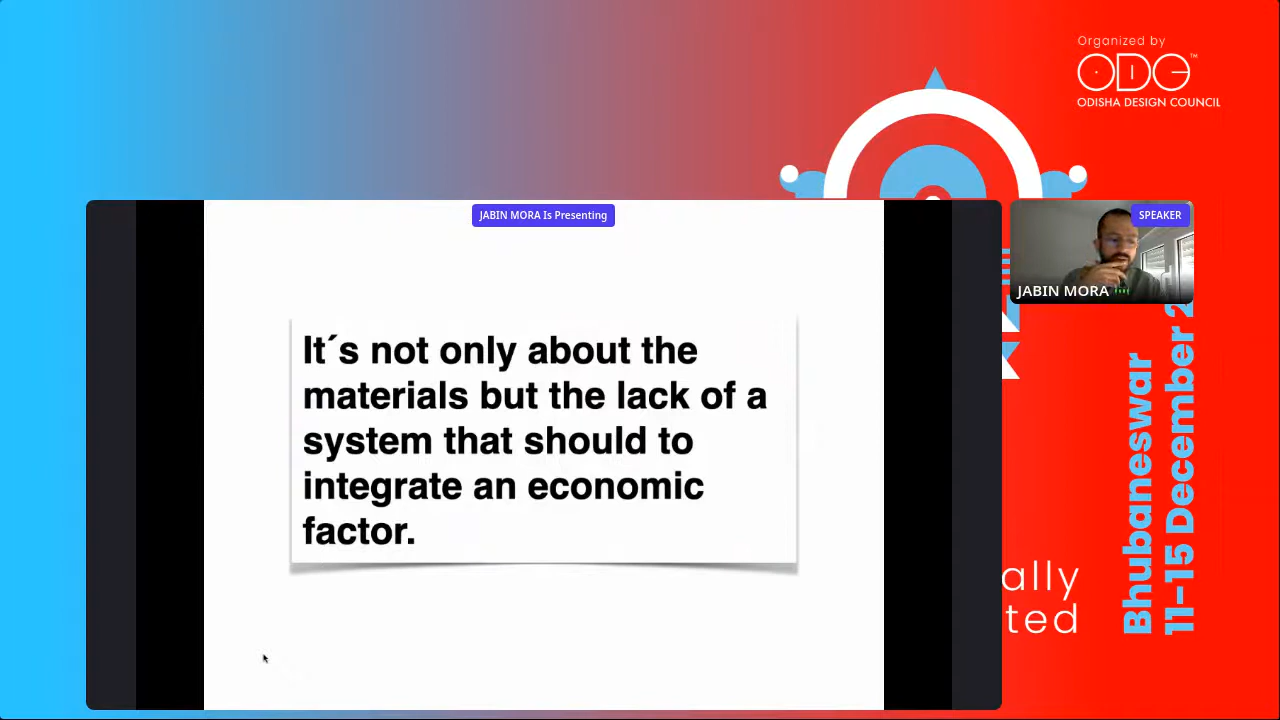 Organized by
ODC™
ODISHA DESIGN COUNCIL
JABIN MORA Is Presenting
SPEAKER
JABIN MORA
It´s not only about the
materials but the lack of a
system that should to
integrate an economic
factor.
Bhubaneswar
11–15 December
ally
ted